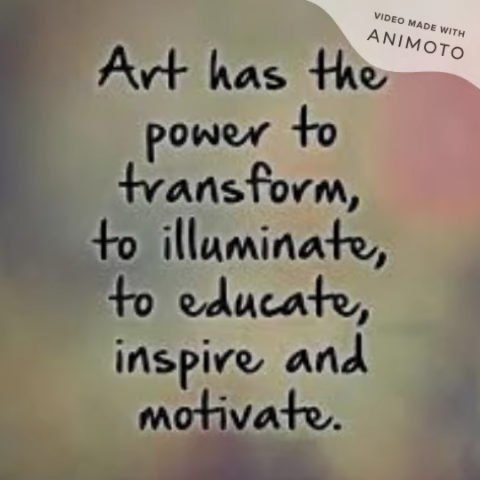 VIDEO MADE WITH
ANIMOTO
Art has the
power to
transform,
to illuminate,
to educate,
inspire and
motivate.